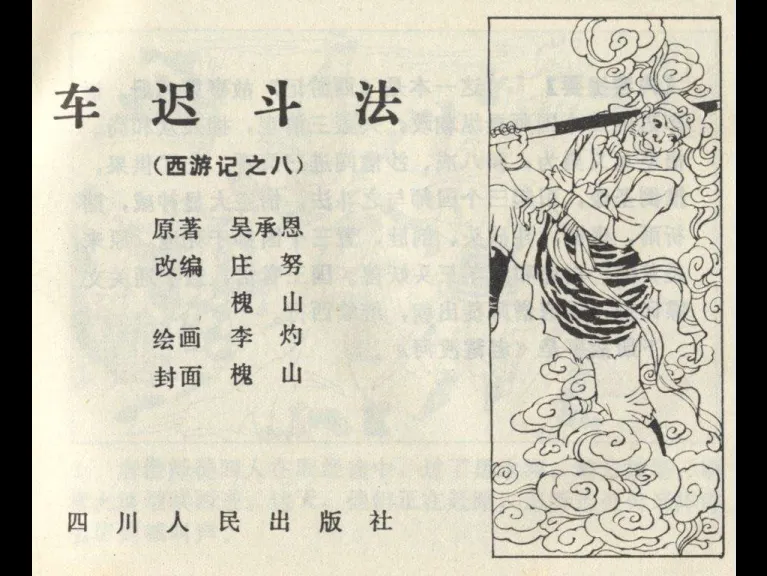 车迟斗法
（西游记之八）
原著 吴承恩
改编 庄努
槐山
绘画 李灼
封面 槐山
四川人民出版社